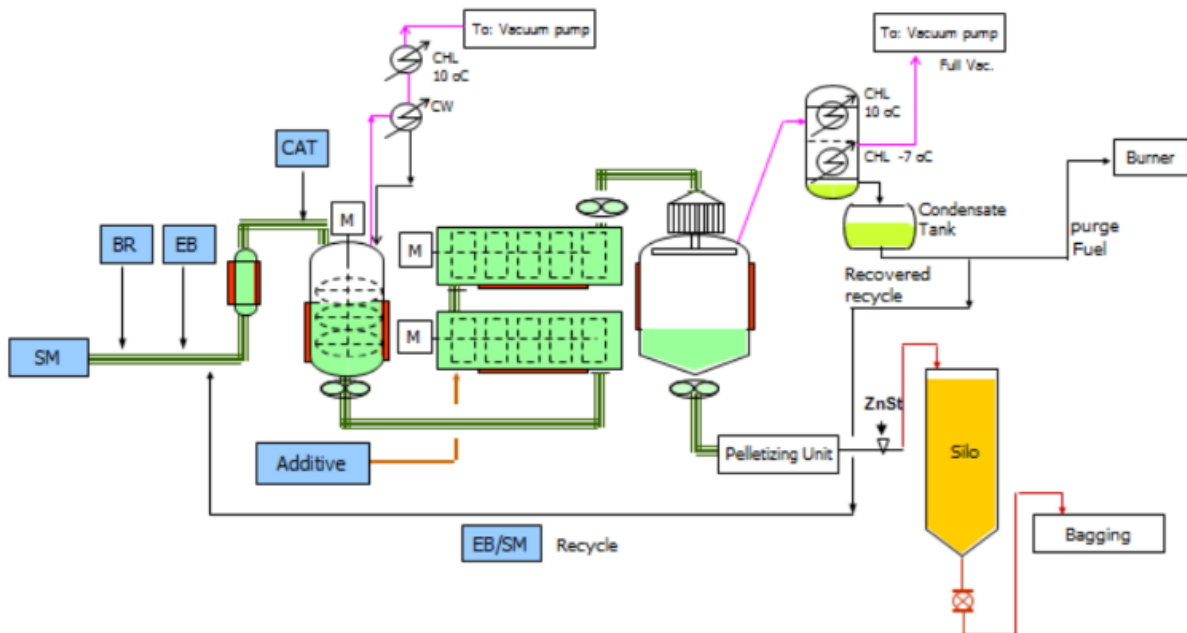 To: Vacuum pump
CHL
10 oC
CW
To: Vacuum pump
Full Vac.
CHL
10 oC
CHL -7 oC
Burner
CAT
M
BR
EB
M
M
Condensate
Tank
purge
Fuel
Recovered
recycle
SM
ZnSt
Additive
Pelletizing Unit
Silo
EB/SM
Recycle
Bagging